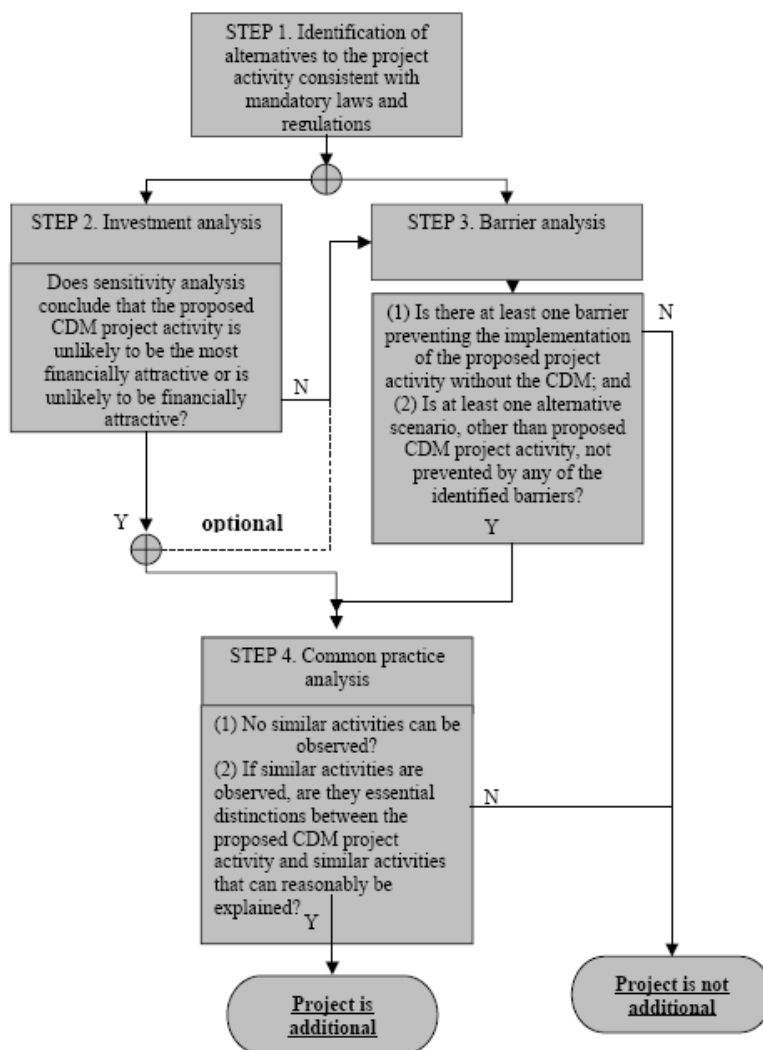 STEP 1. Identification of
alternatives to the project
activity consistent with
mandatory laws and
regulations
STEP 2. Investment analysis
Does sensitivity analysis
conclude that the proposed
CDM project activity is
unlikely to be the most
financially attractive or is
unlikely to be financially
attractive?
N
Y
optional
STEP 3. Barrier analysis
(1) Is there at least one barrier
preventing the implementation
of the proposed project
activity without the CDM; and
(2) Is at least one alternative
scenario, other than proposed
CDM project activity, not
prevented by any of the
identified barriers?
N
Y
STEP 4. Common practice
analysis
(1) No similar activities can be
observed?
(2) If similar activities are
observed, are they essential
distinctions between the
proposed CDM project
activity and similar activities
that can reasonably be
explained?
N
Y
Project is
additional
Project is not
additional